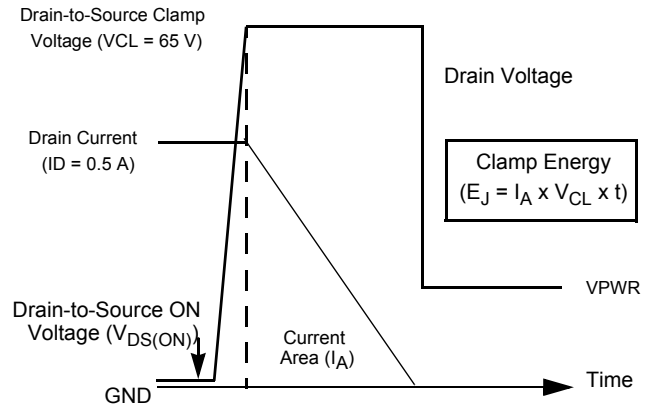 Drain-to-Source Clamp
Voltage (VCL = 65 V)
Drain Voltage
Drain Current
(ID = 0.5 A)
Clamp Energy
(EJ = IA x VCL x t)
VPWR
Drain-to-Source ON
Voltage (VDS(ON))
Current
Area (IA)
GND
Time